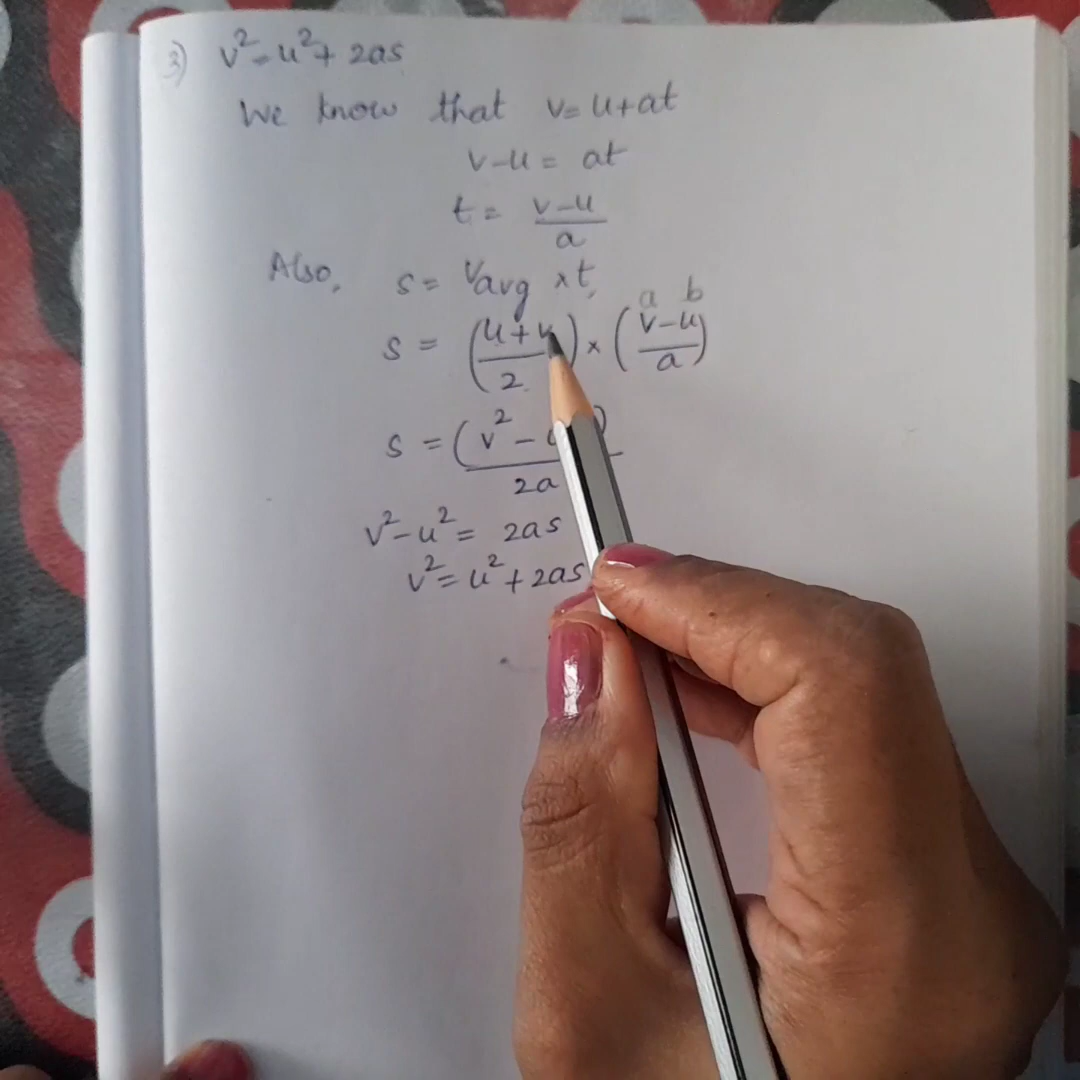 3) v²=u²+2as
We know that v=u+at
v-u = at
t = (v-u)/a
Also, s = Vavg × t
a b
s = ((u+v)/2) × ((v-u)/a)
s = (v² - )/2a
v²-u² = 2as
v²=u²+2as